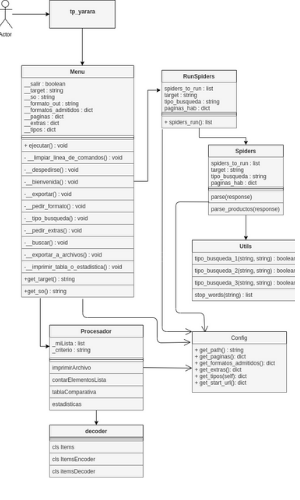 Actor
tp_yarara
Menu
__salir : boolean
__target : string
__so : string
__formato_out : string
__formatos_admitidos : dict
__paginas : dict
__extras : dict
__tipos : dict
+ ejecutar() : void
- __limpiar_linea_de_comandos() : void
- __despedirse() : void
- __bienvenida() : void
- __exportar() : void
- __pedir_formato() : void
- __tipo_busqueda() : void
- __pedir_extras() : void
- __buscar() : void
- __exportar_a_archivos() : void
- __imprimir_tabla_o_estadistica() : void
+get_target() : string
+get_so() : string
RunSpiders
spiders_to_run : list
target : string
tipo_busqueda : string
paginas_hab : dict
+ spiders_run(): list
Spiders
spiders_to_run : list
target : string
tipo_busqueda : string
paginas_hab : dict
parse(response)
parse_productos(response)
Utils
tipo_busqueda_1(string, string) : boolean
tipo_busqueda_2(string, string) : boolean
tipo_busqueda_3(string, string) : boolean
stop_words(string) : list
Config
+ get_path() : string
+ get_paginas(): dict
+ get_formatos_admitidos(): dict
+ get_extras(): dict
+ get_tipos(self): dict
+ get_start_url(): dict
Procesador
_miLista : list
_criterio : string
imprimirArchivo
contarElementosLista
tablaComparativa
estadisticas
decoder
cls Items
cls ItemsEncoder
cls itemsDecoder